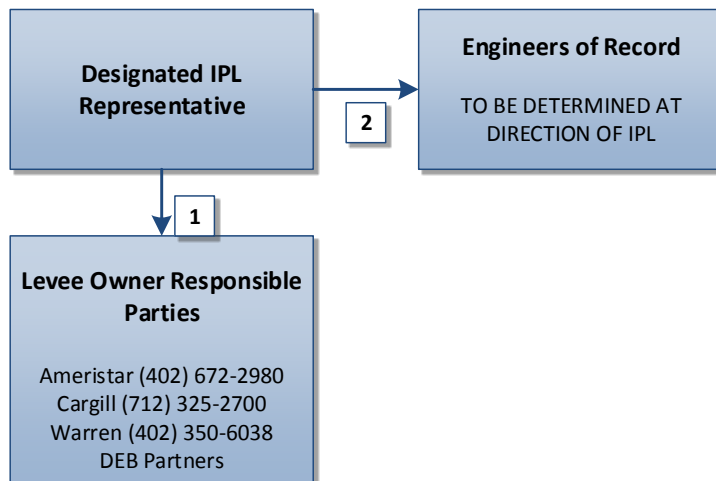 Designated IPL
Representative
2
Engineers of Record
TO BE DETERMINED AT
DIRECTION OF IPL
1
Levee Owner Responsible
Parties
Ameristar (402) 672-2980
Cargill (712) 325-2700
Warren (402) 350-6038
DEB Partners